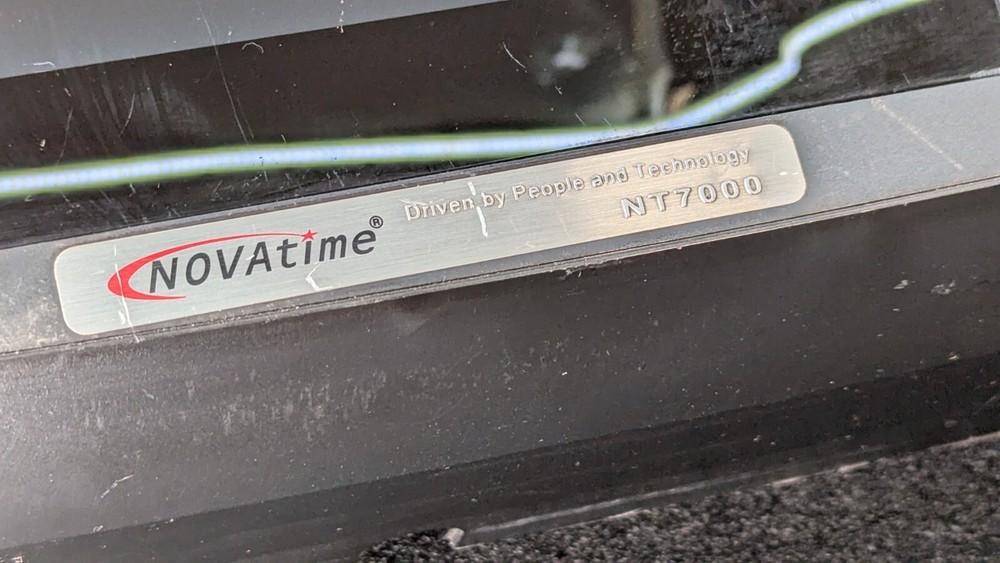 NOVAtime®
Driven by People and Technology
NT7000